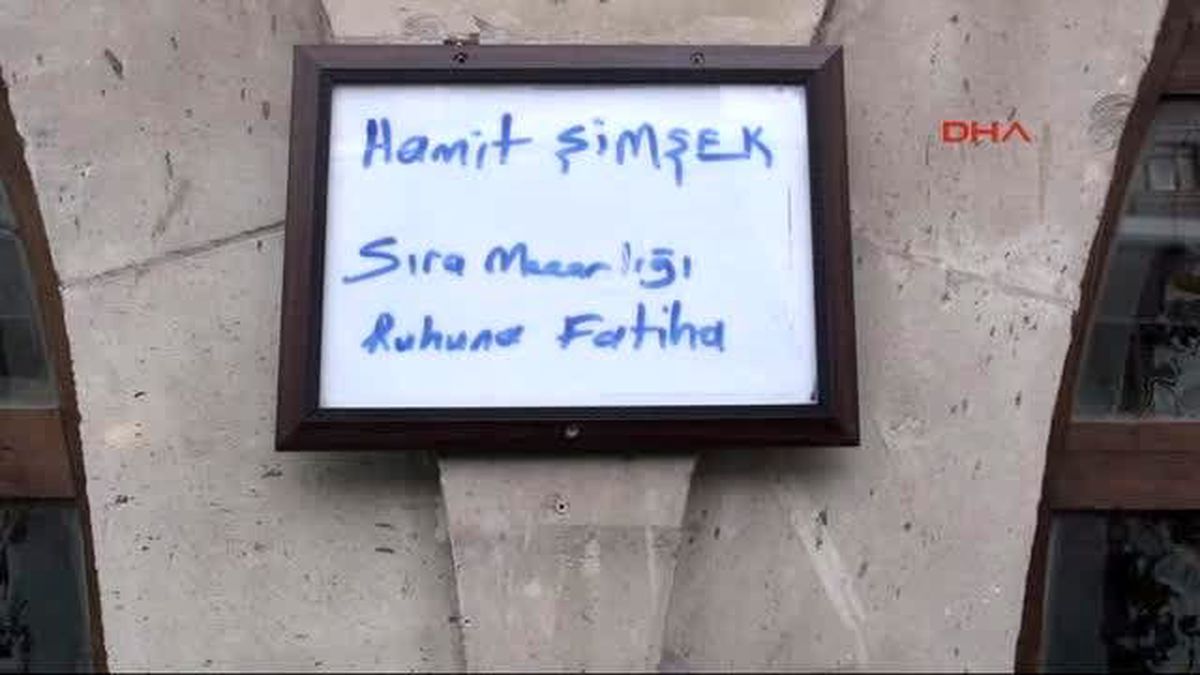 Hamit ŞİMŞEK
DHA
Sıra Mezarlığı
Ruhuna Fatiha